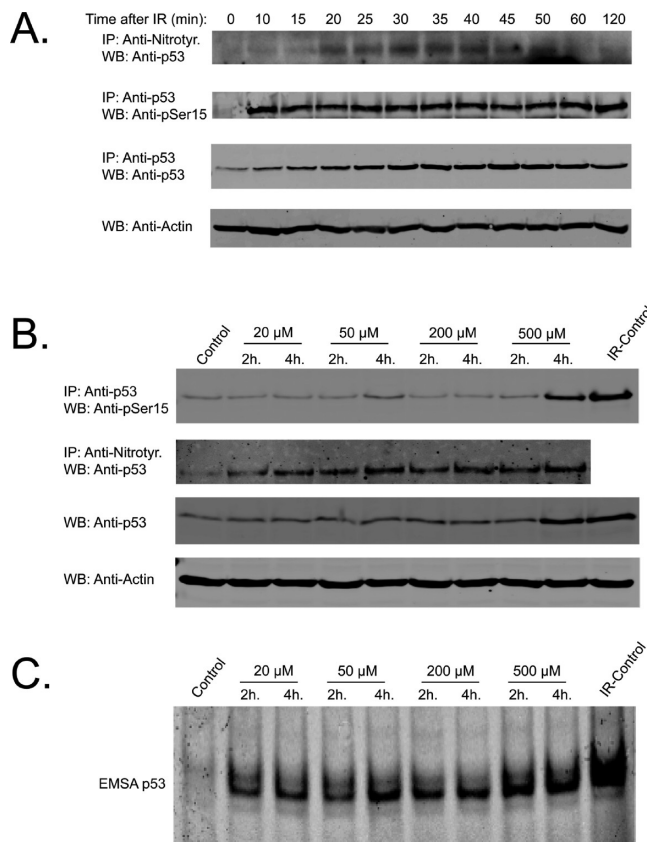 A.
Time after IR (min): 0 10 15 20 25 30 35 40 45 50 60 120
IP: Anti-Nitrotyr.
WB: Anti-p53
IP: Anti-p53
WB: Anti-pSer15
IP: Anti-p53
WB: Anti-p53
WB: Anti-Actin
B.
Control 20 µM 50 µM 200 µM 500 µM IR-Control
2h. 4h. 2h. 4h. 2h. 4h. 2h. 4h.
IP: Anti-p53
WB: Anti-pSer15
IP: Anti-Nitrotyr.
WB: Anti-p53
WB: Anti-p53
WB: Anti-Actin
C.
Control 20 µM 50 µM 200 µM 500 µM IR-Control
2h. 4h. 2h. 4h. 2h. 4h. 2h. 4h.
EMSA p53